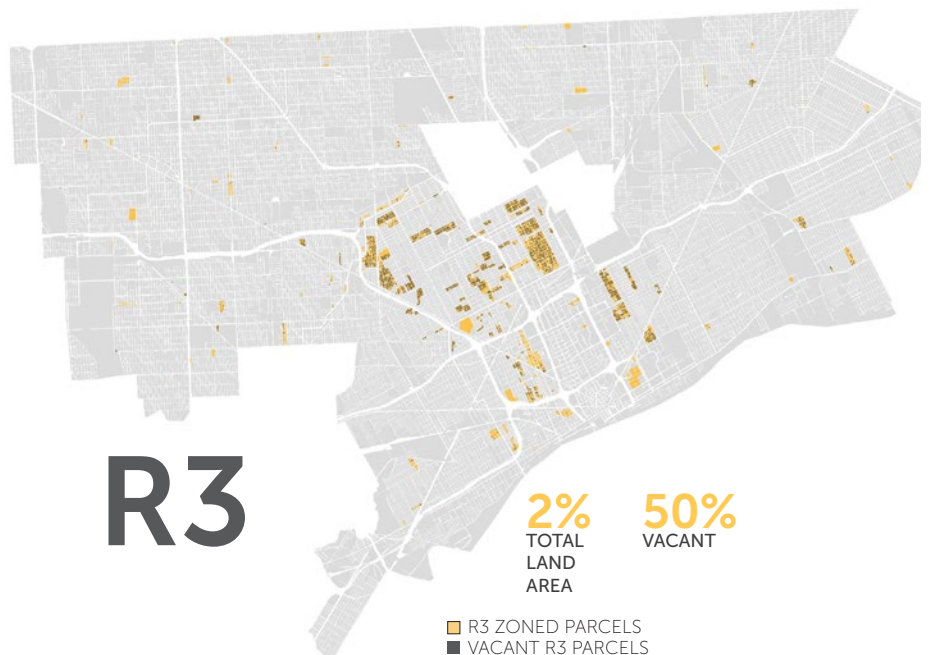 R3
2%
TOTAL
LAND
AREA
50%
VACANT
R3 ZONED PARCELS
VACANT R3 PARCELS